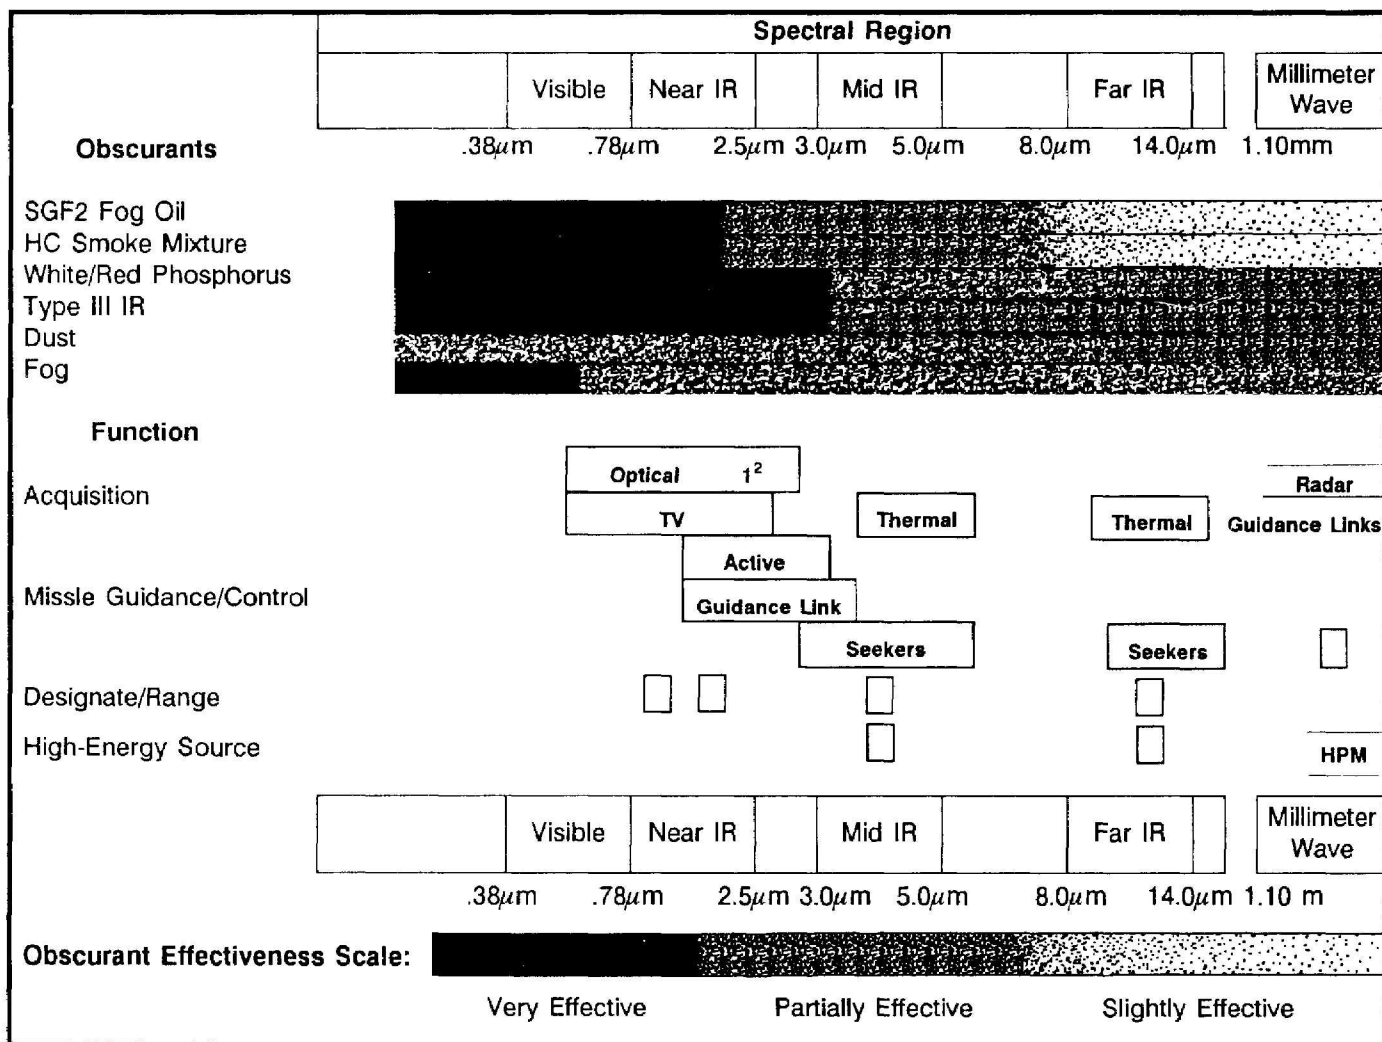 Spectral Region
Visible Near IR Mid IR Far IR Millimeter Wave
Obscurants .38µm .78µm 2.5µm 3.0µm 5.0µm 8.0µm 14.0µm 1.10mm
SGF2 Fog Oil
HC Smoke Mixture
White/Red Phosphorus
Type III IR
Dust
Fog
Function
Optical 1²
Acquisition
Radar
TV Thermal Thermal Guidance Links
Active
Missle Guidance/Control
Guidance Link
Seekers Seekers
Designate/Range
High-Energy Source
HPM
Visible Near IR Mid IR Far IR Millimeter Wave
.38µm .78µm 2.5µm 3.0µm 5.0µm 8.0µm 14.0µm 1.10 m
Obscurant Effectiveness Scale:
Very Effective Partially Effective Slightly Effective